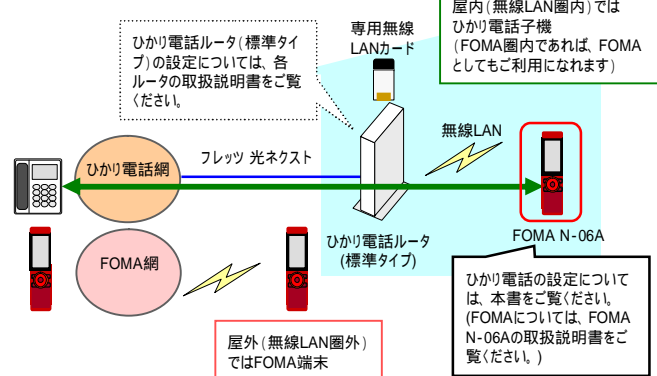 屋内(無線LAN圏内)では
ひかり電話子機
(FOMA圏内であれば、FOMA
としてもご利用になれます)
専用無線
LANカード
ひかり電話ルータ(標準タイ
プ)の設定については、各
ルータの取扱説明書をご覧
ください。
無線LAN
フレッツ 光ネクスト
ひかり電話網
ひかり電話ルータ
(標準タイプ)
FOMA N-06A
FOMA網
ひかり電話の設定について
は、本書をご覧ください。
(FOMAについては、FOMA
N-06Aの取扱説明書をご
覧ください。)
屋外(無線LAN圏外)
ではFOMA端末